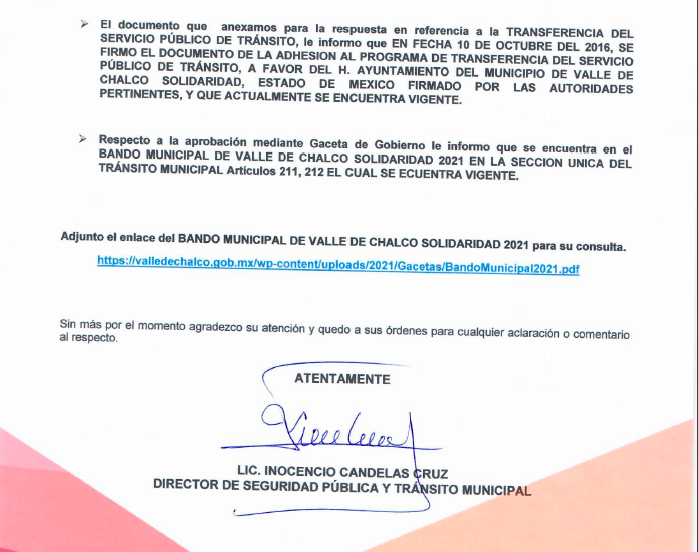 ➢ El documento que anexamos para la respuesta en referencia a la TRANSFERENCIA DEL
SERVICIO PÚBLICO DE TRÁNSITO, le informo que EN FECHA 10 DE OCTUBRE DEL 2016, SE
FIRMO EL DOCUMENTO DE LA ADHESION AL PROGRAMA DE TRANSFERENCIA DEL SERVICIO
PÚBLICO DE TRÁNSITO, A FAVOR DEL H. AYUNTAMIENTO DEL MUNICIPIO DE VALLE DE
CHALCO SOLIDARIDAD, ESTADO DE MEXICO FIRMADO POR LAS AUTORIDADES
PERTINENTES, Y QUE ACTUALMENTE SE ENCUENTRA VIGENTE.
➢ Respecto a la aprobación mediante Gaceta de Gobierno le informo que se encuentra en el
BANDO MUNICIPAL DE VALLE DE CHALCO SOLIDARIDAD 2021 EN LA SECCION UNICA DEL
TRÁNSITO MUNICIPAL Artículos 211, 212 EL CUAL SE ECUENTRA VIGENTE.
Adjunto el enlace del BANDO MUNICIPAL DE VALLE DE CHALCO SOLIDARIDAD 2021 para su consulta.
https://valledechalco.gob.mx/wp-content/uploads/2021/Gacetas/BandoMunicipal2021.pdf
Sin más por el momento agradezco su atención y quedo a sus órdenes para cualquier aclaración o comentario
al respecto.
ATENTAMENTE
LIC. INOCENCIO CANDELAS CRUZ
DIRECTOR DE SEGURIDAD PÚBLICA Y TRÁNSITO MUNICIPAL